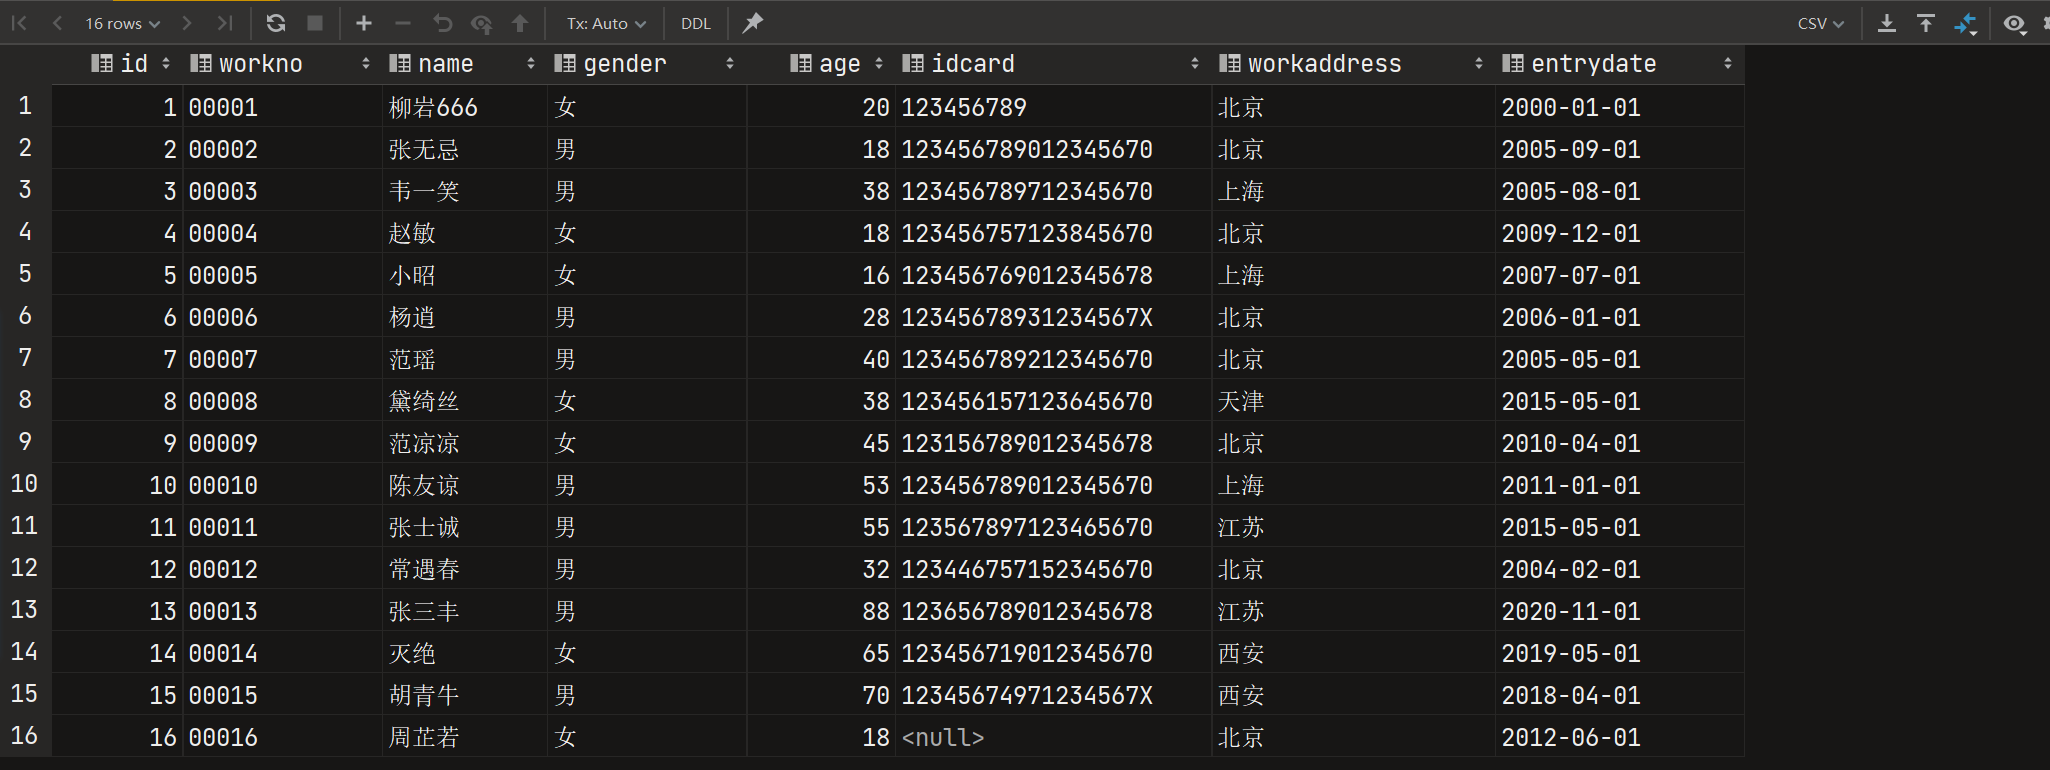 16 rows Tx: Auto DDL CSV
id workno name gender age idcard workaddress entrydate
1 1 00001 柳岩666 女 20 123456789 北京 2000-01-01
2 2 00002 张无忌 男 18 123456789012345670 北京 2005-09-01
3 3 00003 韦一笑 男 38 123456789712345670 上海 2005-08-01
4 4 00004 赵敏 女 18 123456757123845670 北京 2009-12-01
5 5 00005 小昭 女 16 123456769012345678 上海 2007-07-01
6 6 00006 杨逍 男 28 12345678931234567X 北京 2006-01-01
7 7 00007 范瑶 男 40 123456789212345670 北京 2005-05-01
8 8 00008 黛绮丝 女 38 123456157123645670 天津 2015-05-01
9 9 00009 范凉凉 女 45 123156789012345678 北京 2010-04-01
10 10 00010 陈友谅 男 53 123456789012345670 上海 2011-01-01
11 11 00011 张士诚 男 55 123567897123465670 江苏 2015-05-01
12 12 00012 常遇春 男 32 123446757152345670 北京 2004-02-01
13 13 00013 张三丰 男 88 123656789012345678 江苏 2020-11-01
14 14 00014 灭绝 女 65 123456719012345670 西安 2019-05-01
15 15 00015 胡青牛 男 70 12345674971234567X 西安 2018-04-01
16 16 00016 周芷若 女 18 <null> 北京 2012-06-01